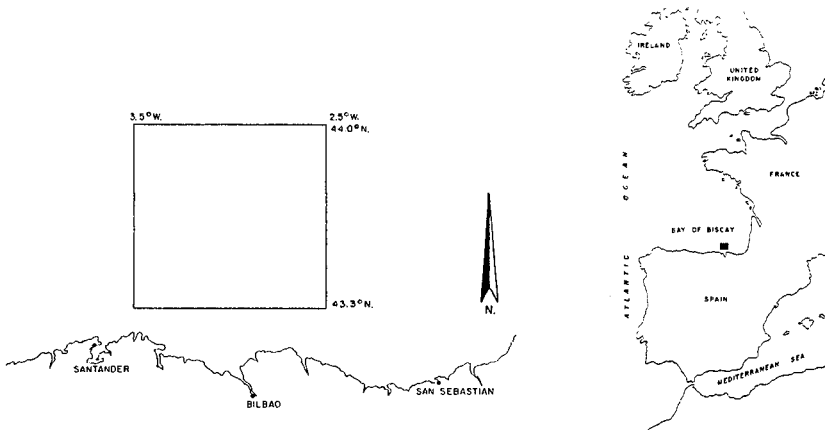 3.5°W.
2.5°W.
44.0°N.
43.3°N.
N.
SANTANDER
BILBAO
SAN SEBASTIAN
IRELAND
UNITED
KINGDOM
FRANCE
ATLANTIC OCEAN
BAY OF BISCAY
SPAIN
MEDITERRANEAN SEA